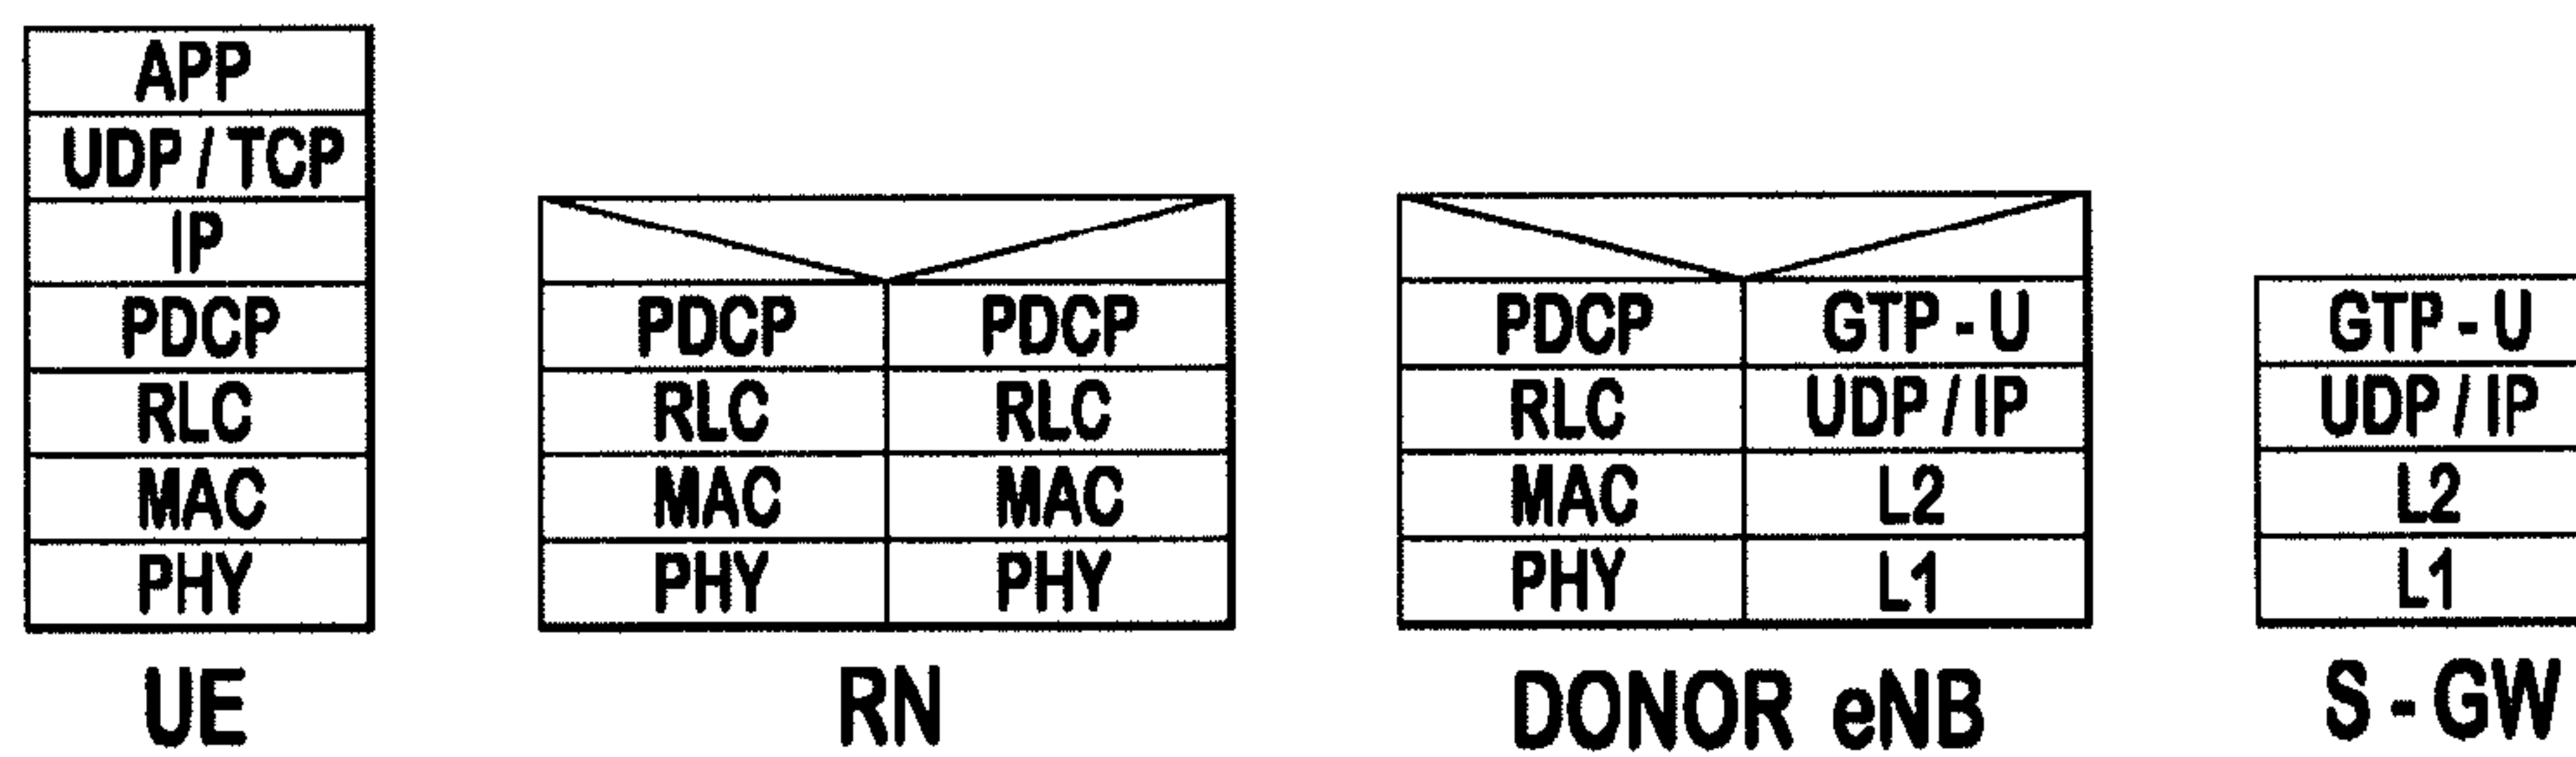 APP
UDP / TCP
IP
PDCP
RLC
MAC
PHY
UE
PDCP PDCP
RLC RLC
MAC MAC
PHY PHY
RN
PDCP GTP - U
RLC UDP / IP
MAC L2
PHY L1
DONOR eNB
GTP - U
UDP / IP
L2
L1
S - GW